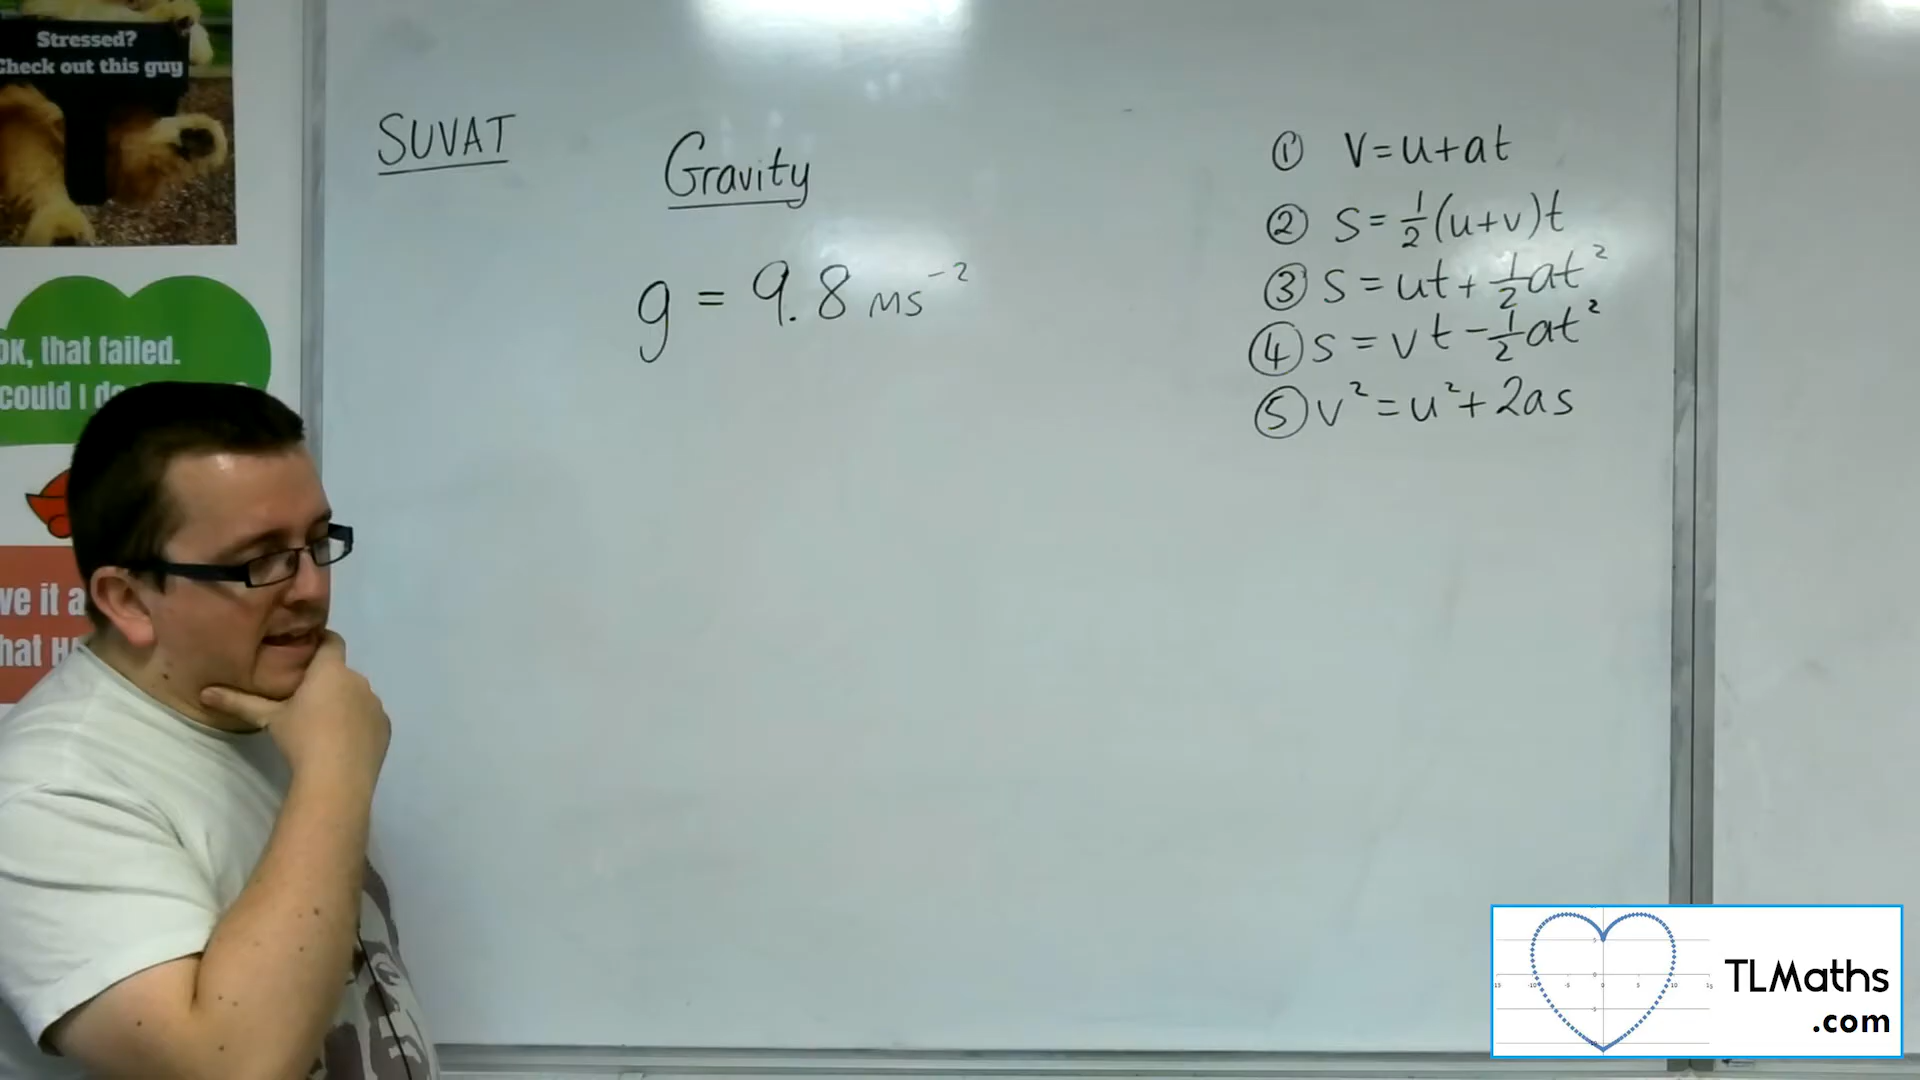 Stressed?
Check out this guy
OK, that failed.
could I do
ve it a
hat
SUVAT
Gravity
g = 9.8 ms⁻²
① v=u+at
② s=½(u+v)t
③ s=ut+½at²
④ s=vt-½at²
⑤ v²=u²+2as
TLMaths
.com